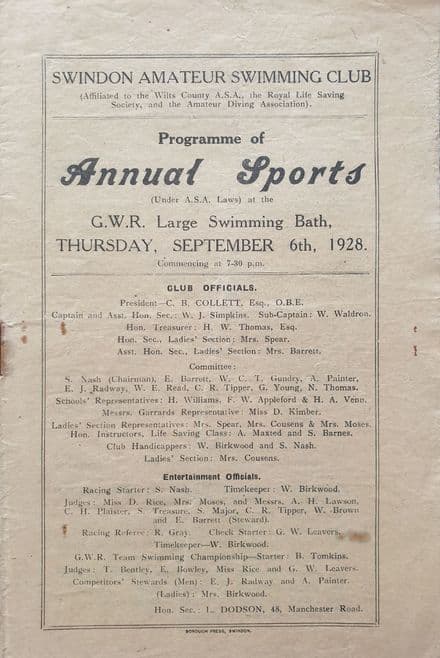 SWINDON AMATEUR SWIMMING CLUB
(Affiliated to the Wilts County A.S.A., the Royal Life Saving
Society, and the Amateur Diving Association).
Programme of
Annual Sports
(Under A.S.A. Laws) at the
G.W.R. Large Swimming Bath,
THURSDAY, SEPTEMBER 6th, 1928.
Commencing at 7-30 p.m.
CLUB OFFICIALS.
President—C. B. COLLETT, Esq., O.B.E.
Captain and Asst. Hon. Sec.: W. J. Simpkins. Sub-Captain: W. Waldron.
Hon. Treasurer: H. W. Thomas, Esq.
Hon. Sec., Ladies' Section: Mrs. Spear.
Asst. Hon. Sec., Ladies' Section: Mrs. Barrett.
Committee:
S. Nash (Chairman), E. Barrett, W. C. T. Gundry, A. Painter,
E. J. Radway, W. E. Read, C. R. Tipper, G. Young, N. Thomas.
Schools' Representatives: H. Williams, F. W. Appleford & H. A. Venn.
Messrs. Garrards Representative: Miss D. Kimber.
Ladies' Section Representatives: Mrs. Spear, Mrs. Cousens & Mrs. Moses.
Hon. Instructors, Life Saving Class: A. Maxted and S. Barnes.
Club Handicappers: W. Birkwood and S. Nash.
Ladies' Section: Mrs. Cousens.
Entertainment Officials.
Racing Starter: S. Nash. Timekeeper: W. Birkwood.
Judges: Miss D. Rice, Mrs. Moses, and Messrs. A. H. Lawson,
C. H. Plaister, S. Treasure, S. Major, C. R. Tipper, W. Brown
and E. Barrett (Steward).
Racing Referee: R. Gray. Check Starter: G. W. Leavers.
Timekeeper—W. Birkwood.
G.W.R. Team Swimming Championship—Starter: B. Tomkins.
Judges: T. Bentley, E. Bowley, Miss Rice and G. W. Leavers.
Competitors' Stewards (Men): E. J. Radway and A. Painter.
(Ladies): Mrs. Birkwood.
Hon. Sec.: L. DODSON, 48, Manchester Road.
BOROUGH PRESS, SWINDON.